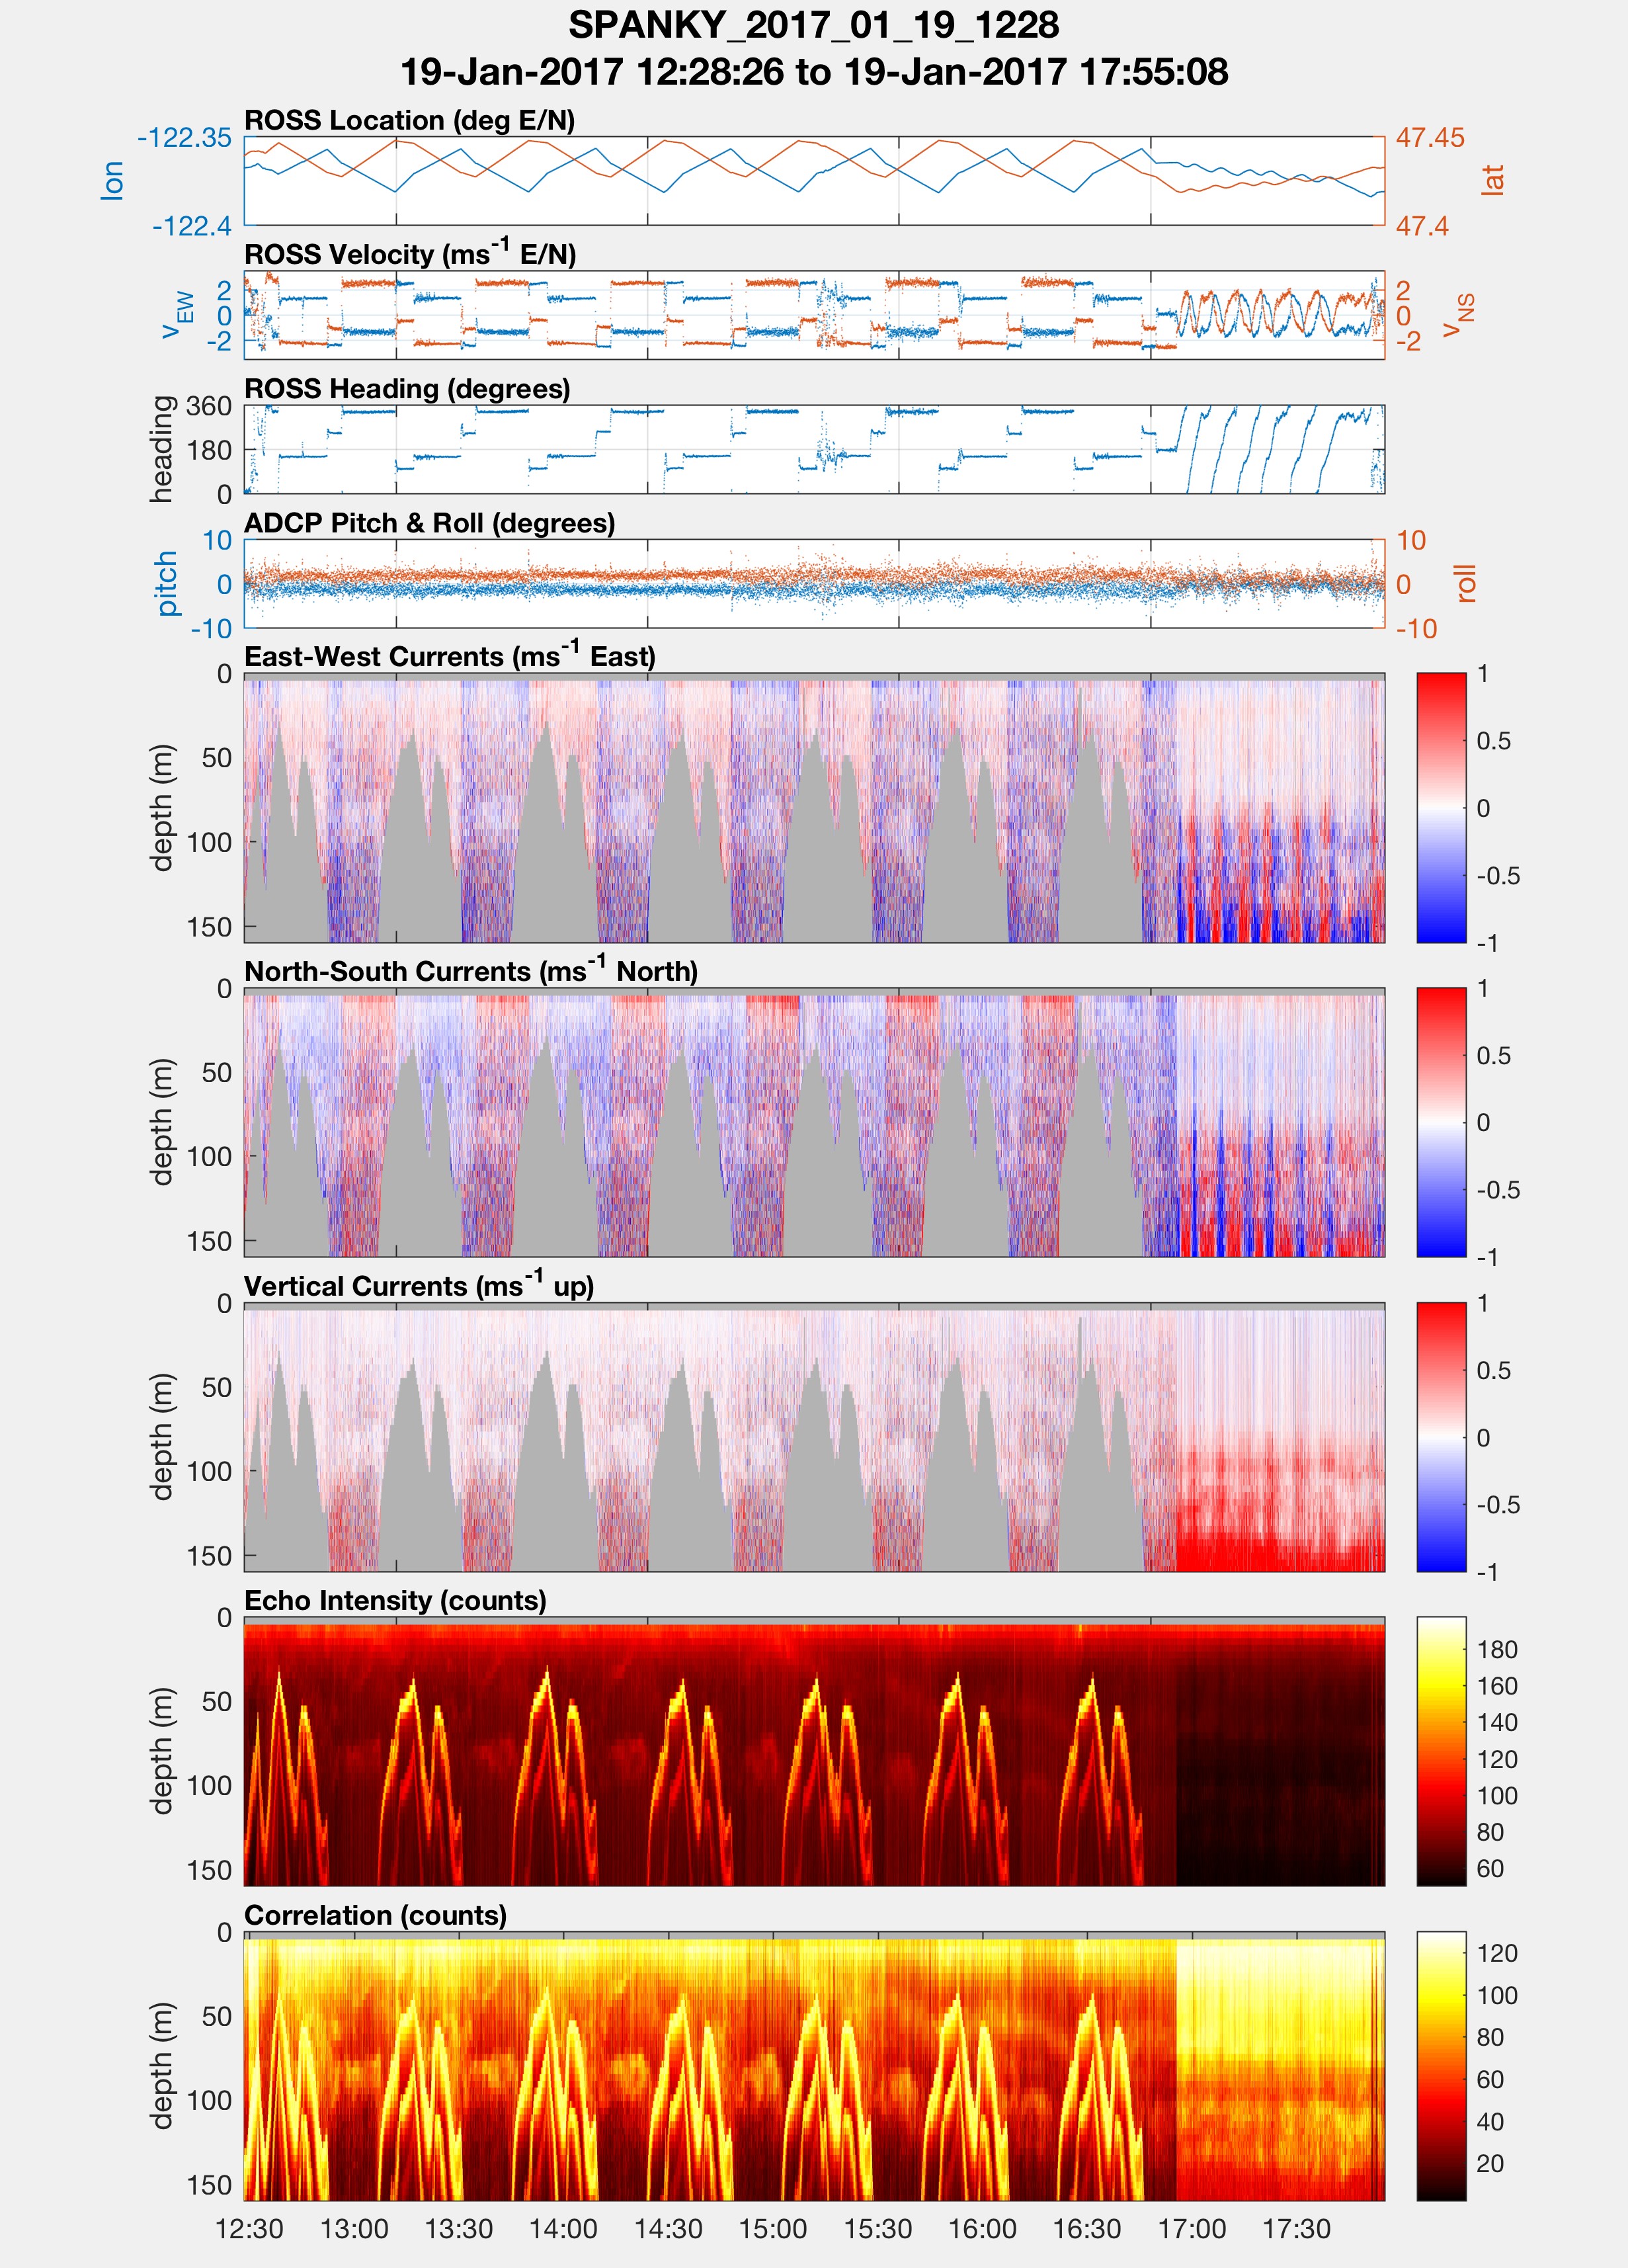 SPANKY_2017_01_19_1228
19-Jan-2017 12:28:26 to 19-Jan-2017 17:55:08
ROSS Location (deg E/N)
-122.35
-122.4
lon
47.45
47.4
lat
ROSS Velocity (ms-1 E/N)
2
0
-2
vEW
2
0
-2
vNS
ROSS Heading (degrees)
360
180
0
heading
ADCP Pitch & Roll (degrees)
10
0
-10
pitch
10
0
-10
roll
East-West Currents (ms-1 East)
0
50
100
150
depth (m)
1
0.5
0
-0.5
-1
North-South Currents (ms-1 North)
0
50
100
150
depth (m)
1
0.5
0
-0.5
-1
Vertical Currents (ms-1 up)
0
50
100
150
depth (m)
1
0.5
0
-0.5
-1
Echo Intensity (counts)
0
50
100
150
depth (m)
180
160
140
120
100
80
60
Correlation (counts)
0
50
100
150
depth (m)
120
100
80
60
40
20
12:30 13:00 13:30 14:00 14:30 15:00 15:30 16:00 16:30 17:00 17:30